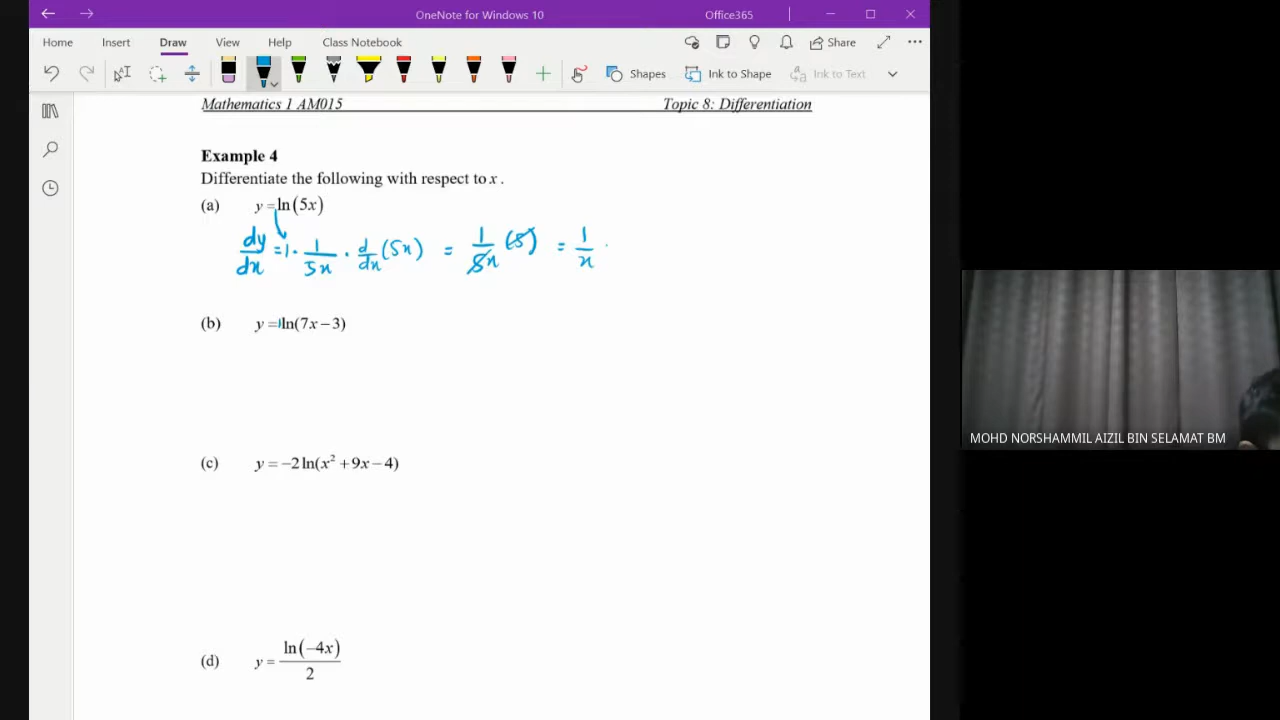 OneNote for Windows 10 Office365
Home Insert Draw View Help Class Notebook Share
Shapes Ink to Shape Ink to Text
Mathematics 1 AM015 Topic 8: Differentiation
Example 4
Differentiate the following with respect to x .
(a) y = ln(5x)
dy/dx = 1 · 1/5x · d/dx (5x) = 1/5x (5) = 1/x
(b) y = 1ln(7x − 3)
(c) y = −2 ln(x² + 9x − 4)
(d) y = ln(−4x)/2
MOHD NORSHAMMIL AIZIL BIN SELAMAT BM